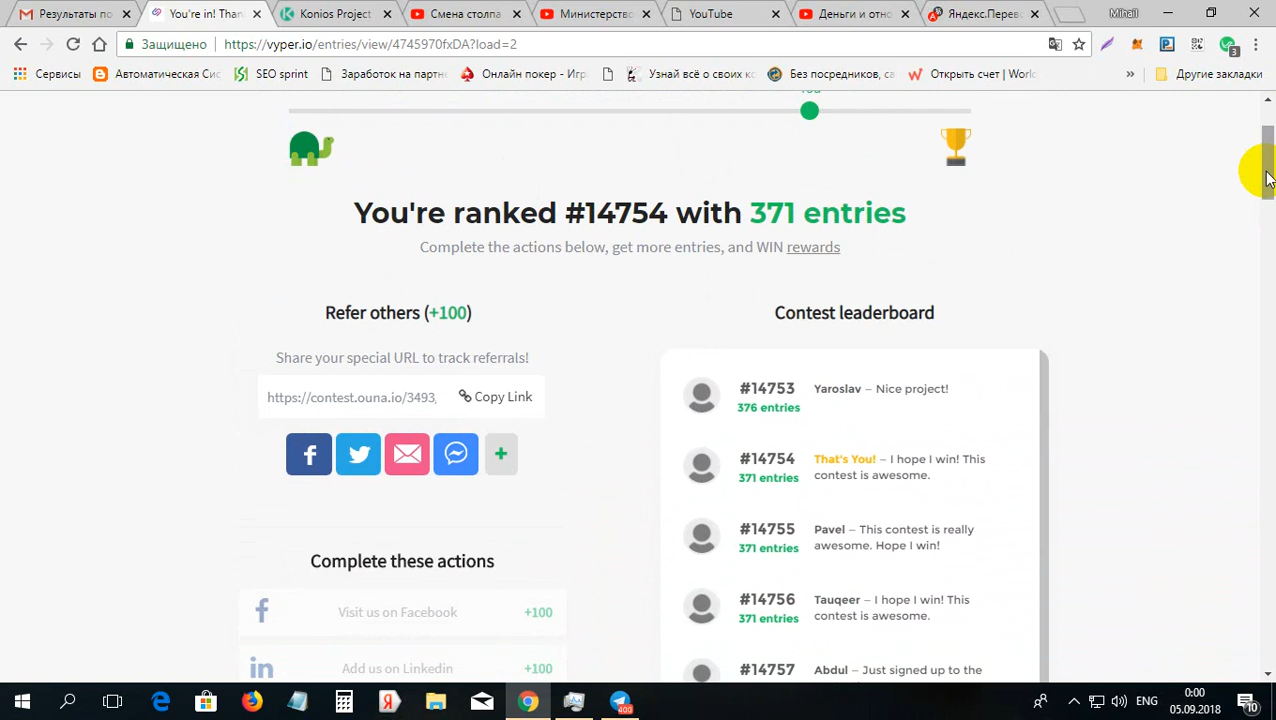 Результаты по
You're in! Than
Konios Project
Смена столпа
Министерство
YouTube
Деньги и отно
Яндекс.Перев
Mihail
Защищено
https://vyper.io/entries/view/4745970fxDA?load=2
3
Сервисы
Автоматическая Сис
SEO sprint
Заработок на партн
Онлайн покер - Игр
Узнай всё о своих ко
Без посредников, са
Открыть счет | Worl
»
Другие закладки
You're ranked #14754 with 371 entries
Complete the actions below, get more entries, and WIN rewards
Refer others (+100)
Share your special URL to track referrals!
https://contest.ouna.io/3493,
Copy Link
+
Complete these actions
Visit us on Facebook
+100
Add us on Linkedin
+100
Contest leaderboard
#14753
376 entries
Yaroslav – Nice project!
#14754
371 entries
That's You! – I hope I win! This
contest is awesome.
#14755
371 entries
Pavel – This contest is really
awesome. Hope I win!
#14756
371 entries
Tauqeer – I hope I win! This
contest is awesome.
#14757
Abdul – Just signed up to the
400
ENG
0:00
05.09.2018
10